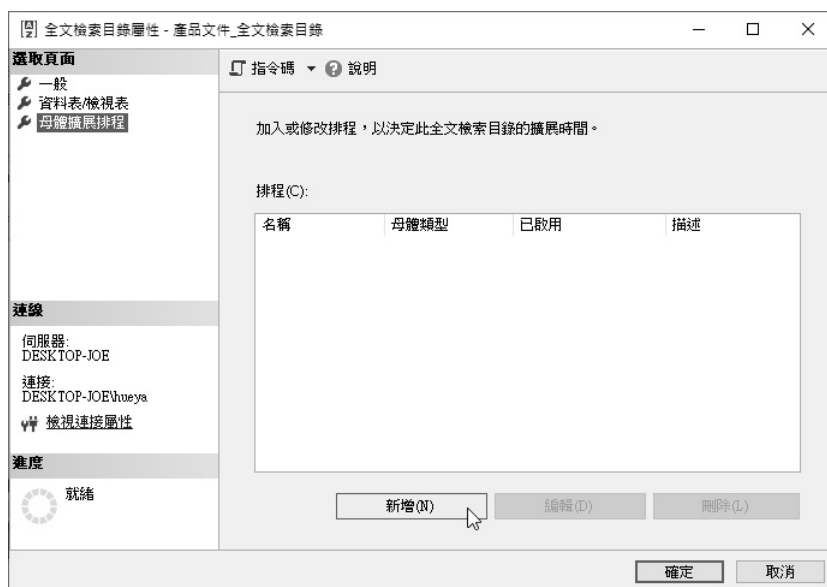 全文檢索目錄屬性 - 產品文件_全文檢索目錄
選取頁面
一般
資料表/檢視表
母體擴展排程
連線
伺服器:
DESKTOP-JOE
連接:
DESKTOP-JOE\hueya
檢視連接屬性
進度
就緒
指令碼 說明
加入或修改排程，以決定此全文檢索目錄的擴展時間。
排程(C):
名稱 母體類型 已啟用 描述
新增(N) 編輯(D) 刪除(L)
確定 取消